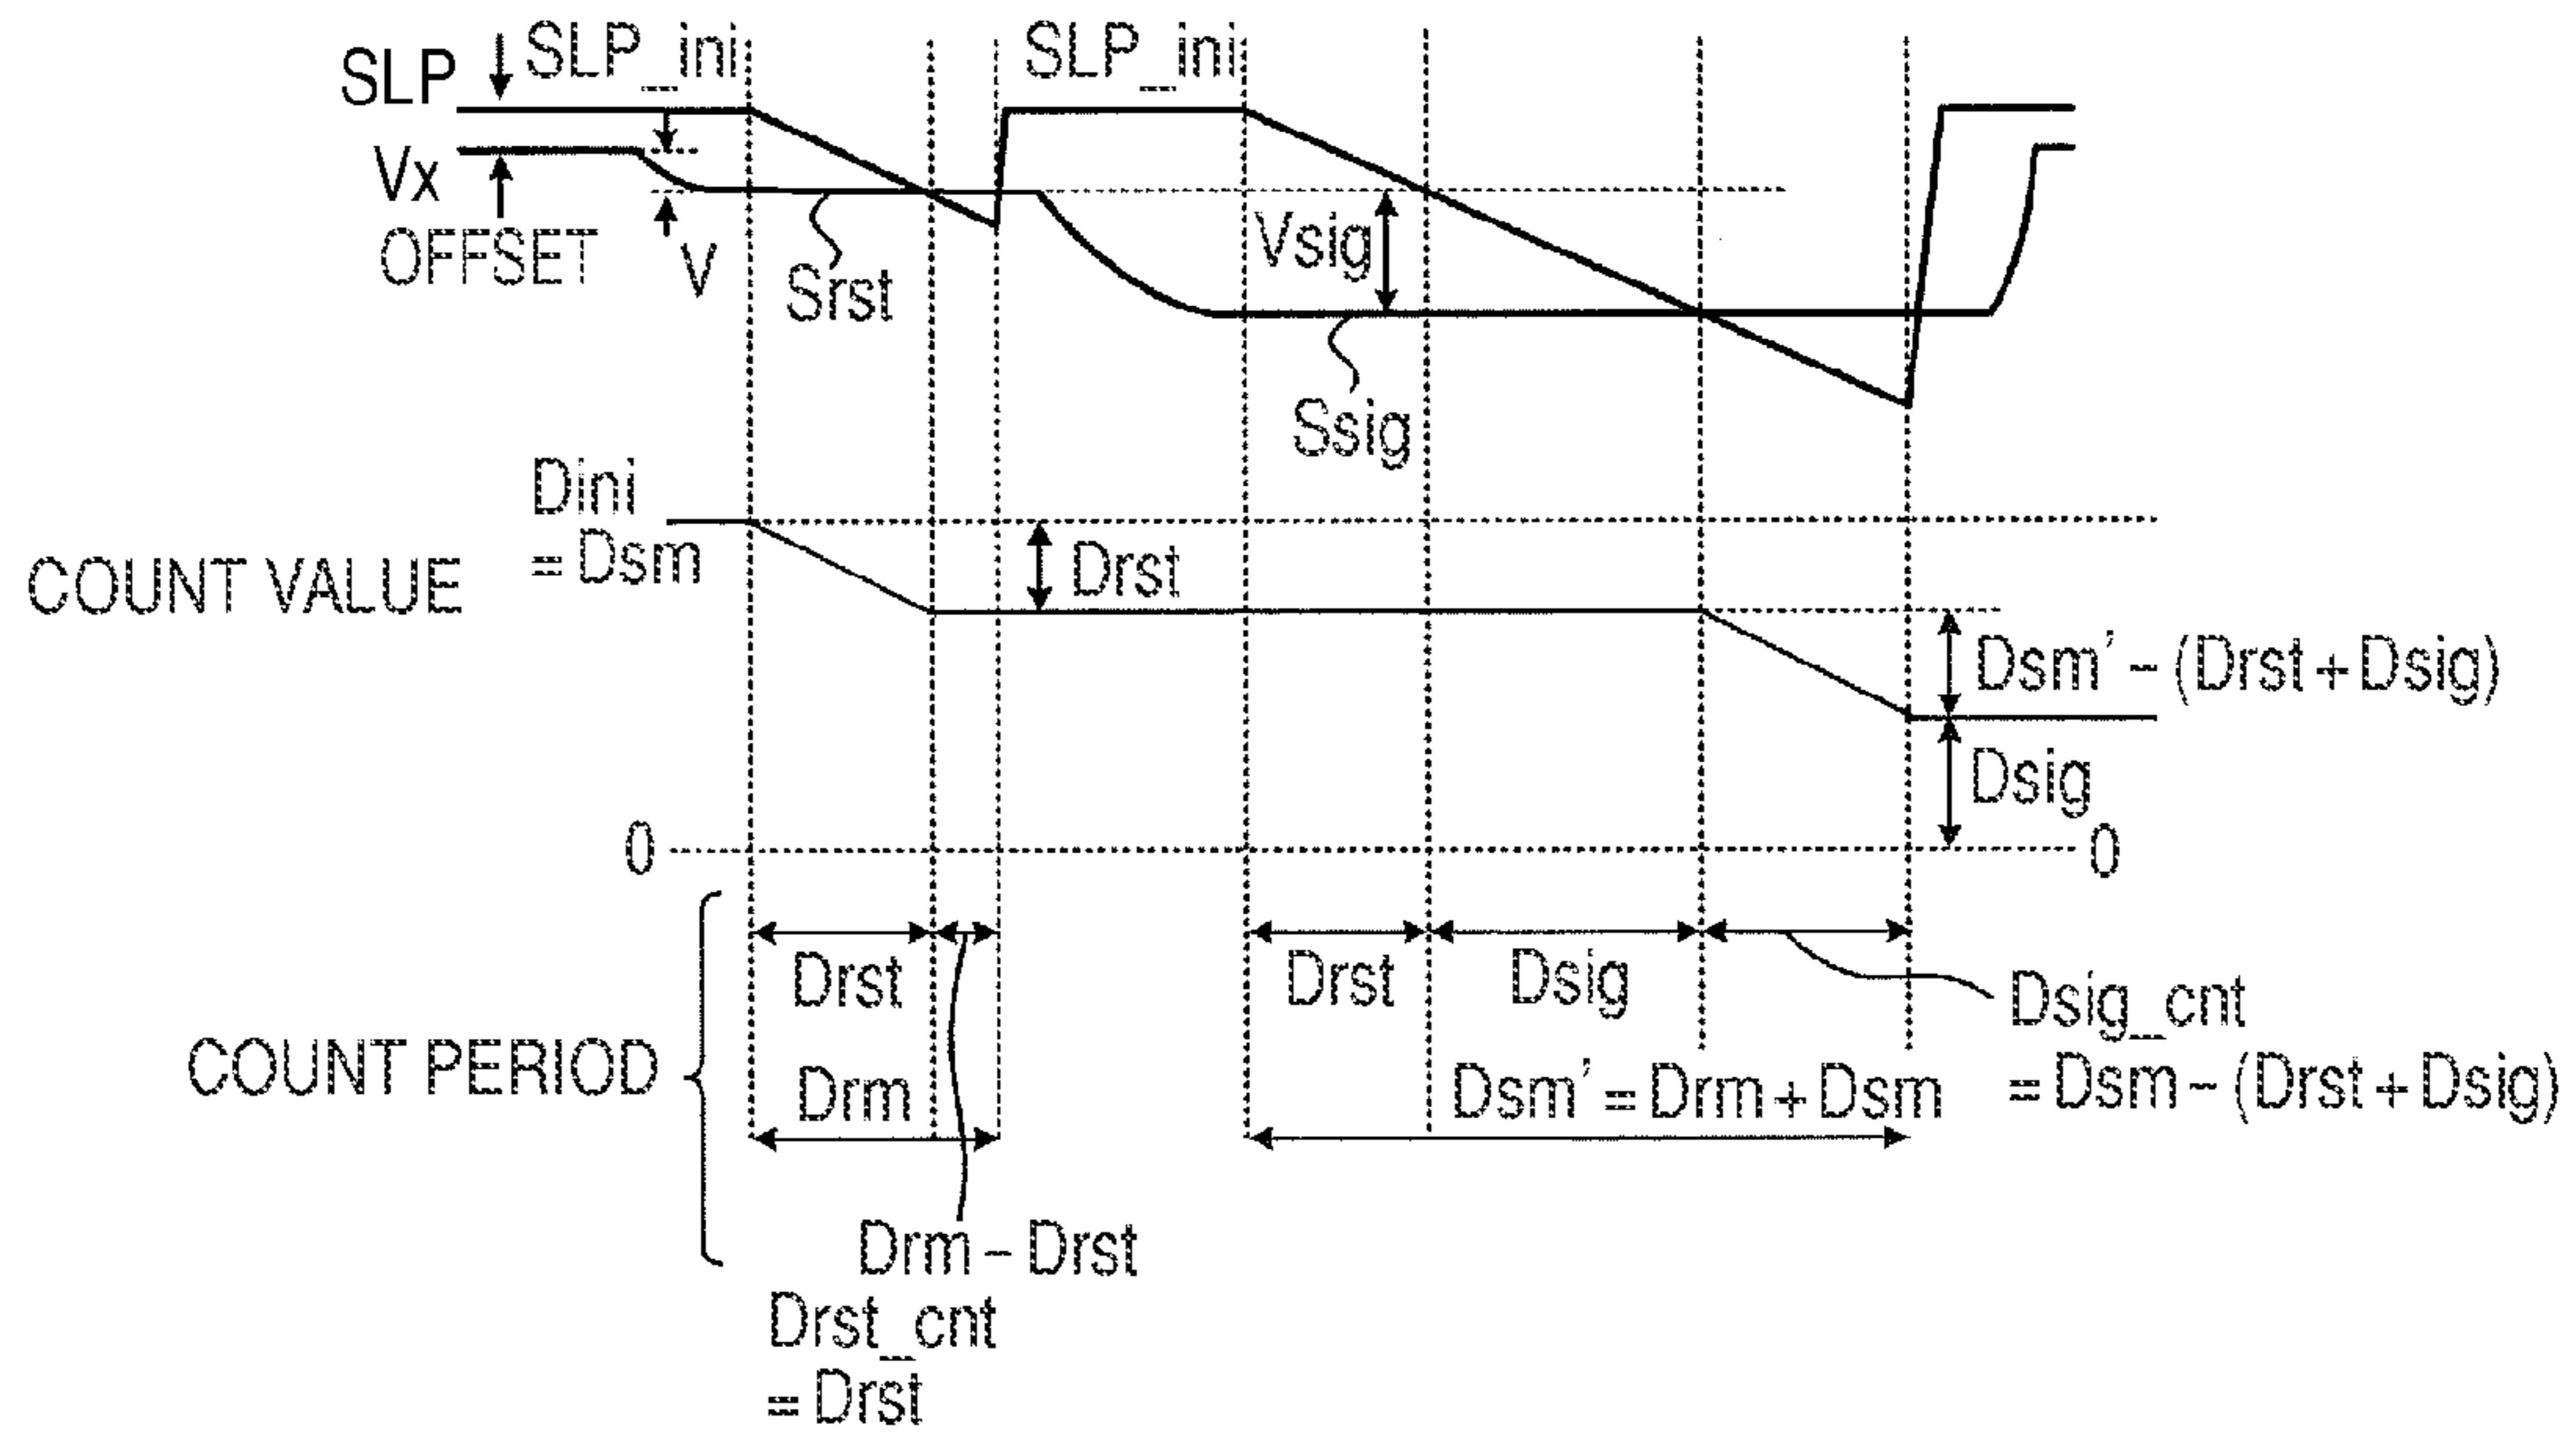 SLP
SLP_ini
SLP_ini
Vx
OFFSET
V
Srst
Vsig
Ssig
Dini
= Dsm
COUNT VALUE
Drst
Dsm' - (Drst + Dsig)
Dsig
0
0
COUNT PERIOD
Drst
Drst
Dsig
Dsig_cnt
= Dsm - (Drst + Dsig)
Drm
Dsm' = Drm + Dsm
Drm - Drst
Drst_cnt
= Drst